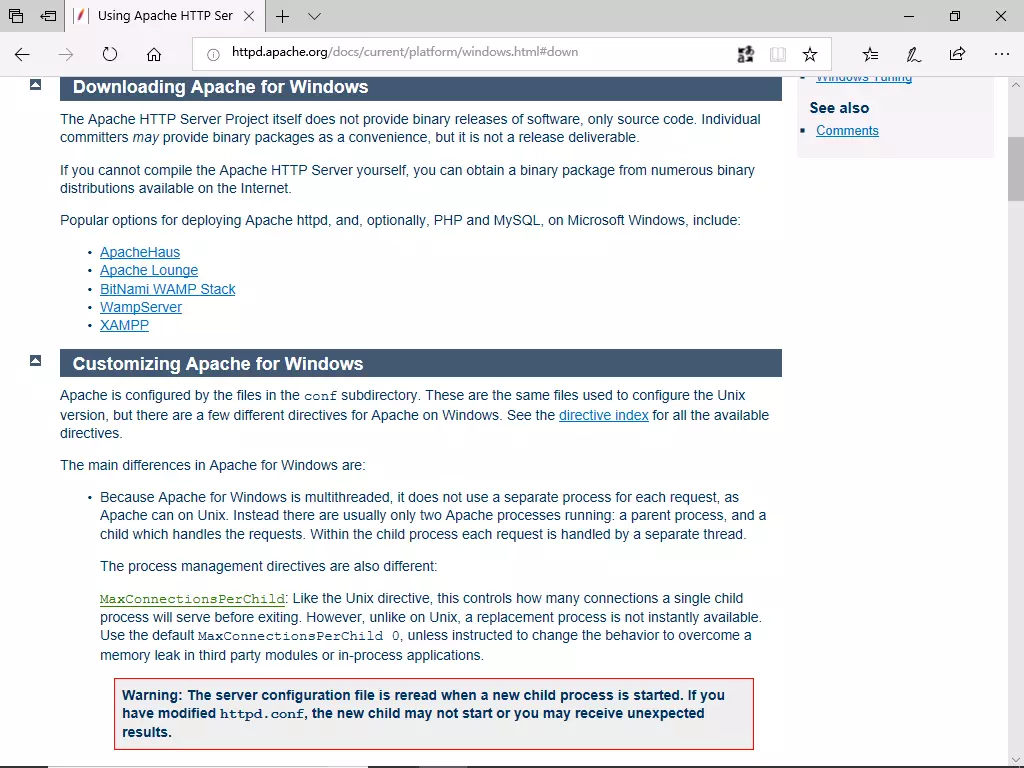 Using Apache HTTP Ser
httpd.apache.org/docs/current/platform/windows.html#down
Windows Tuning
See also
Comments
Downloading Apache for Windows
The Apache HTTP Server Project itself does not provide binary releases of software, only source code. Individual
committers may provide binary packages as a convenience, but it is not a release deliverable.
If you cannot compile the Apache HTTP Server yourself, you can obtain a binary package from numerous binary
distributions available on the Internet.
Popular options for deploying Apache httpd, and, optionally, PHP and MySQL, on Microsoft Windows, include:
• ApacheHaus
• Apache Lounge
• BitNami WAMP Stack
• WampServer
• XAMPP
Customizing Apache for Windows
Apache is configured by the files in the conf subdirectory. These are the same files used to configure the Unix
version, but there are a few different directives for Apache on Windows. See the directive index for all the available
directives.
The main differences in Apache for Windows are:
• Because Apache for Windows is multithreaded, it does not use a separate process for each request, as
Apache can on Unix. Instead there are usually only two Apache processes running: a parent process, and a
child which handles the requests. Within the child process each request is handled by a separate thread.
The process management directives are also different:
MaxConnectionsPerChild: Like the Unix directive, this controls how many connections a single child
process will serve before exiting. However, unlike on Unix, a replacement process is not instantly available.
Use the default MaxConnectionsPerChild 0, unless instructed to change the behavior to overcome a
memory leak in third party modules or in-process applications.
Warning: The server configuration file is reread when a new child process is started. If you
have modified httpd.conf, the new child may not start or you may receive unexpected
results.